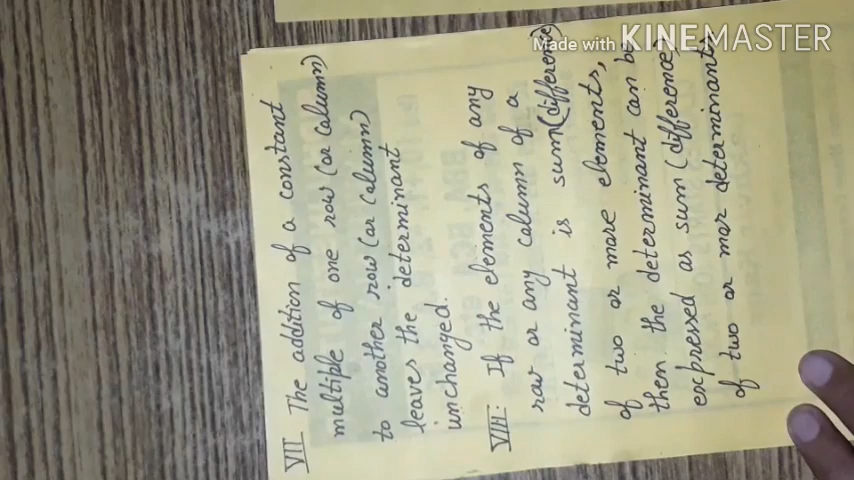 Made with KINEMASTER
VII The addition of a constant
multiple of one row (or column)
to another row (or column)
leaves the determinant
unchanged.
VIII: If the elements of any
row or any column of a
determinant is sum (difference)
of two or more elements,
then the determinant can be
expressed as sum (difference)
of two or mor determinant